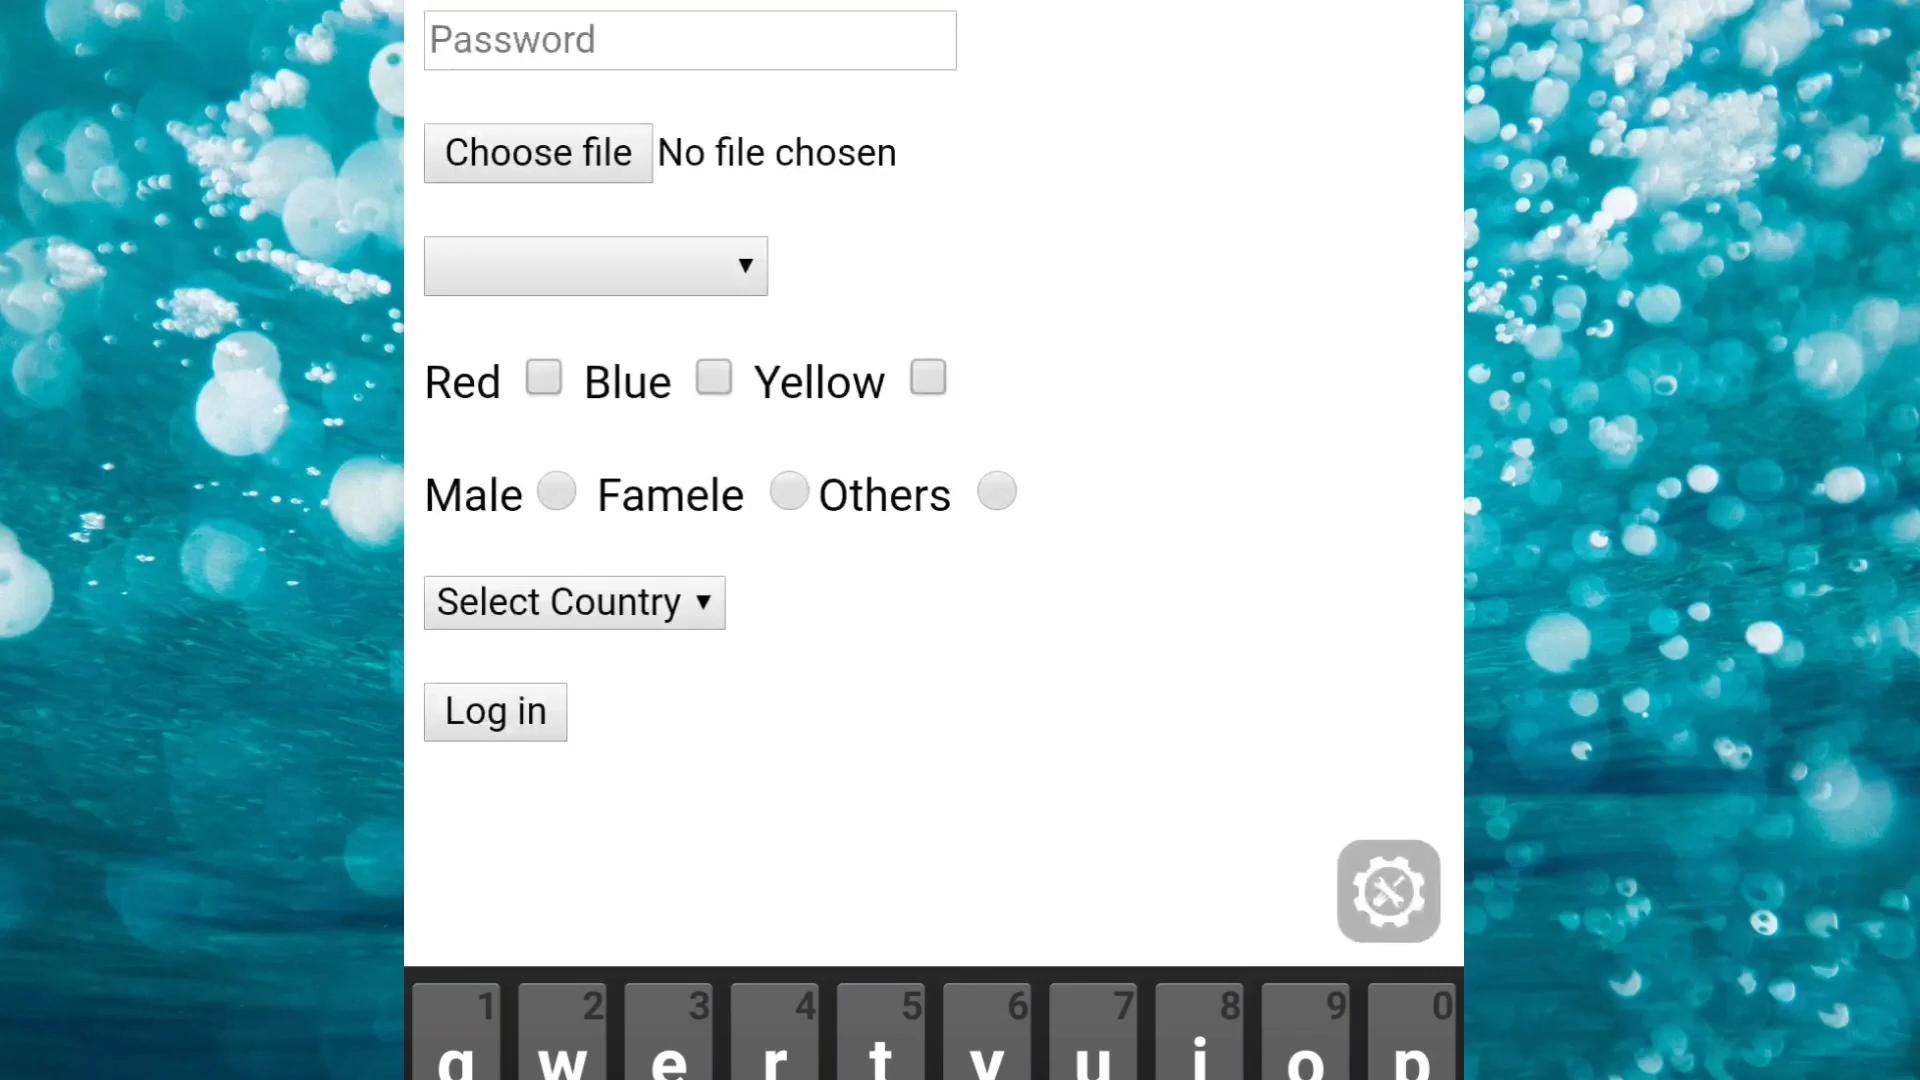 Password
Choose file No file chosen
Red Blue Yellow
Male Famele Others
Select Country
Log in
1 2 3 4 5 6 7 8 9 0
q w e r t y u i o p